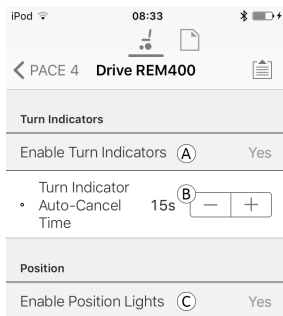 iPod 08:33
PACE 4 Drive REM400
Turn Indicators
Enable Turn Indicators A Yes
Turn Indicator
Auto-Cancel
Time
15s B − +
Position
Enable Position Lights C Yes